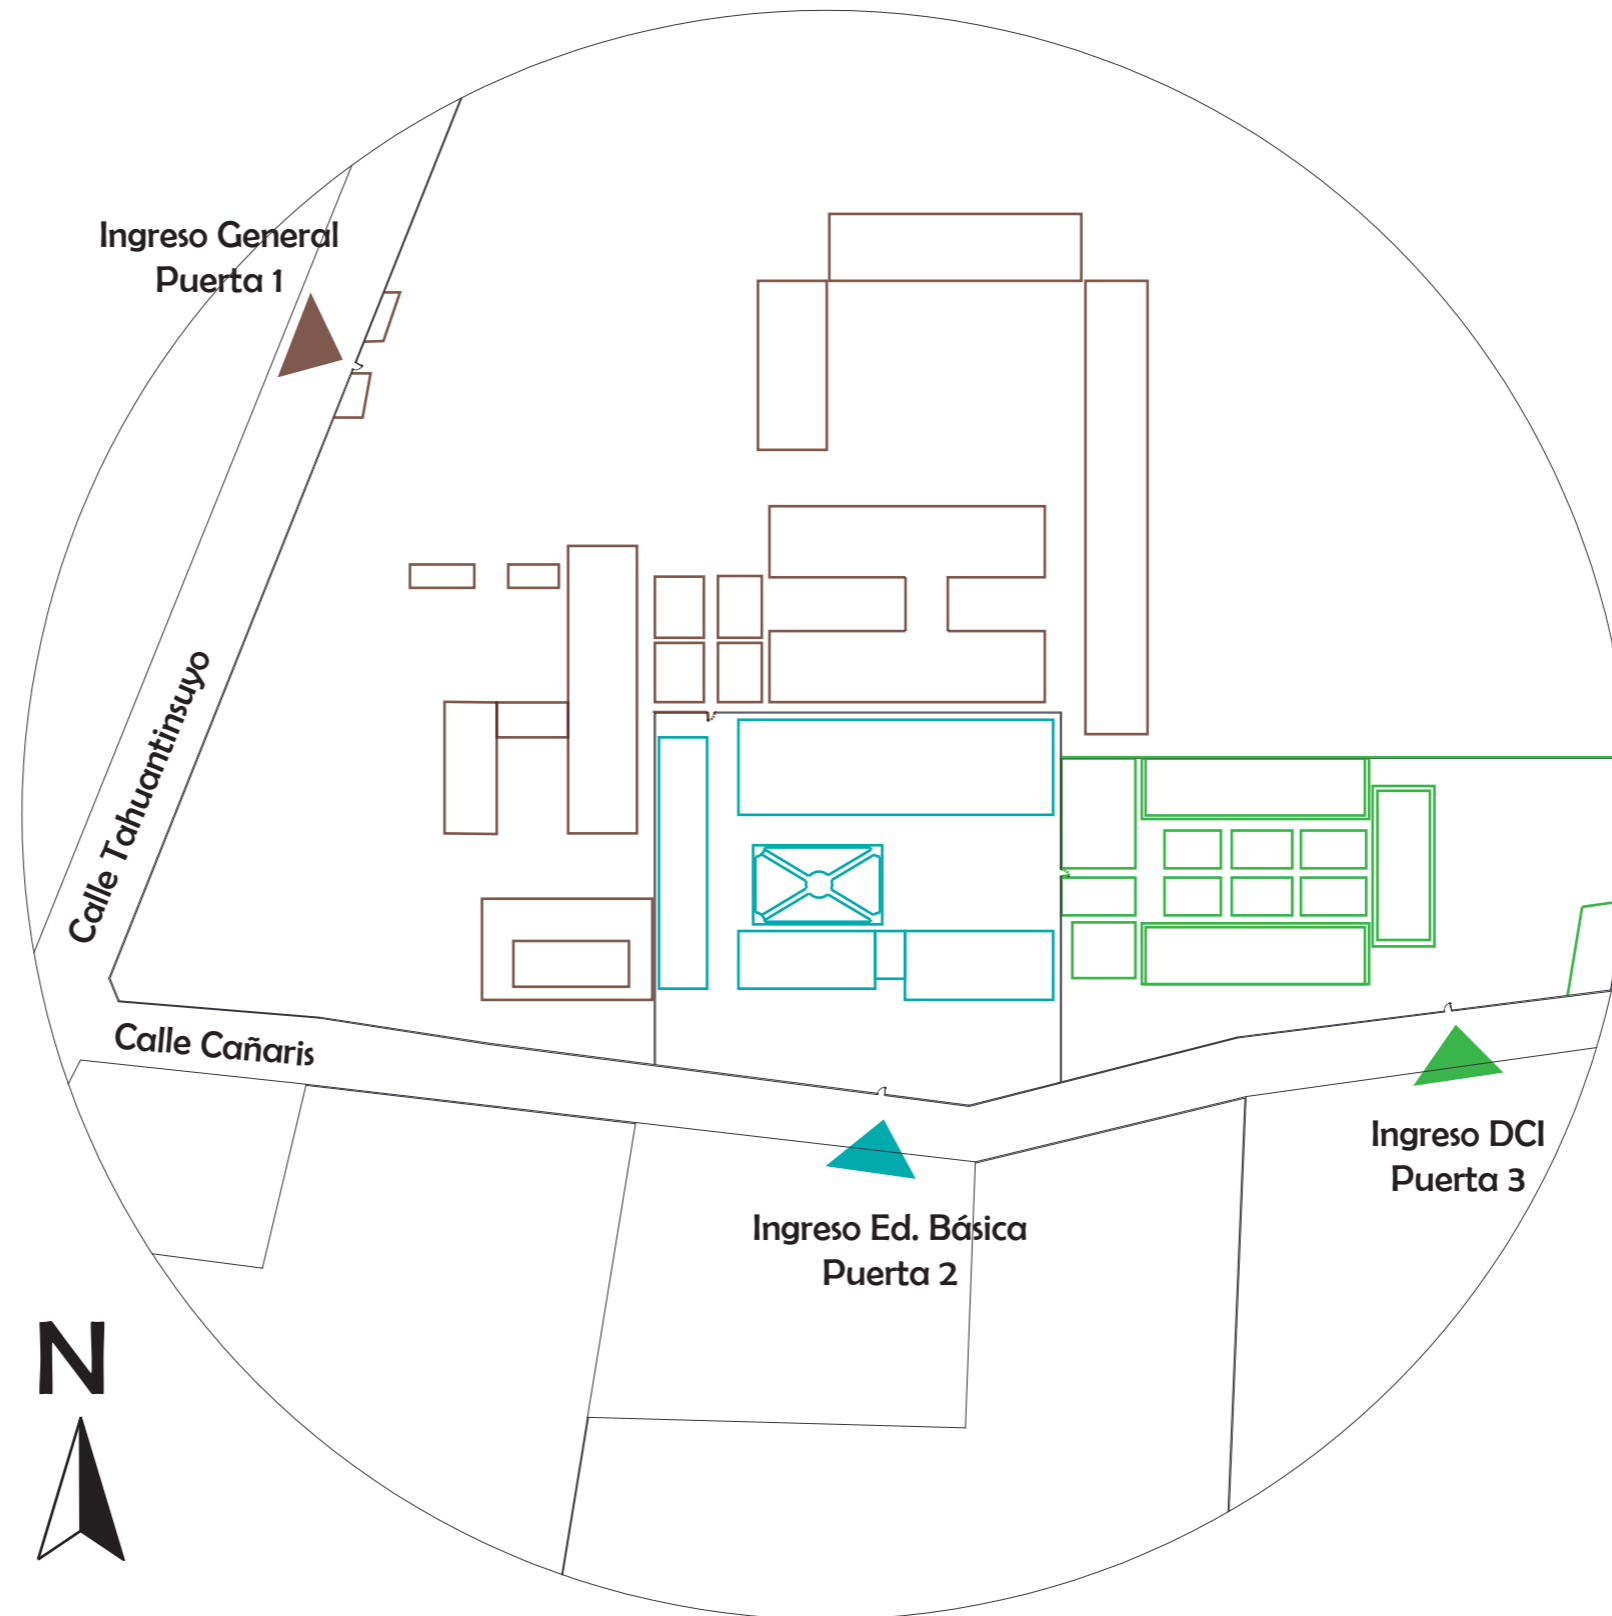 Ingreso General
Puerta 1
Calle Tahuantinsuyo
Calle Cañaris
Ingreso DCI
Puerta 3
Ingreso Ed. Básica
Puerta 2
N